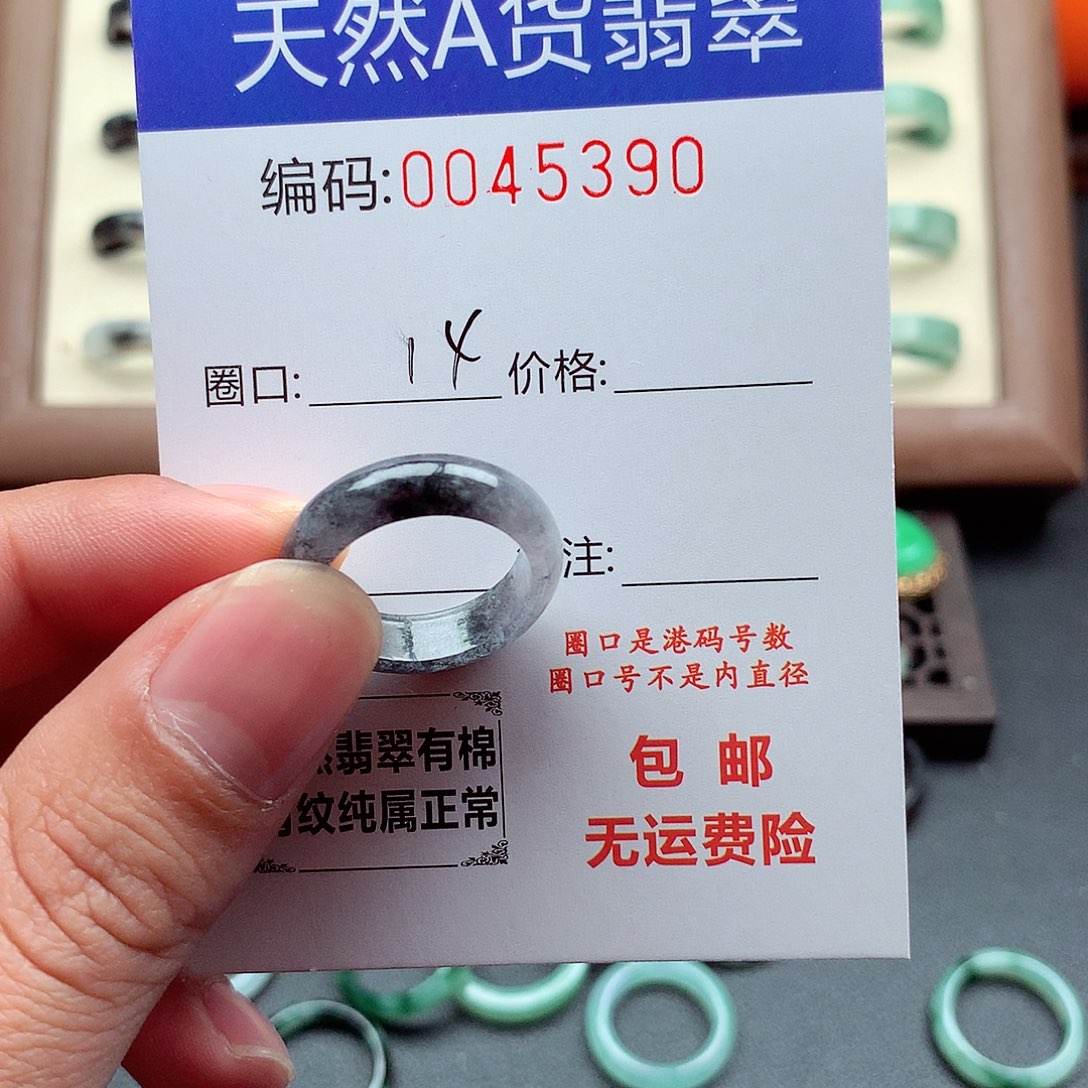 天然A货翡翠
编码:0045390
圈口: 14 价格:
注:
圈口是港码号数
圈口号不是内直径
翡翠有棉
纹纯属正常
包 邮
无运费险